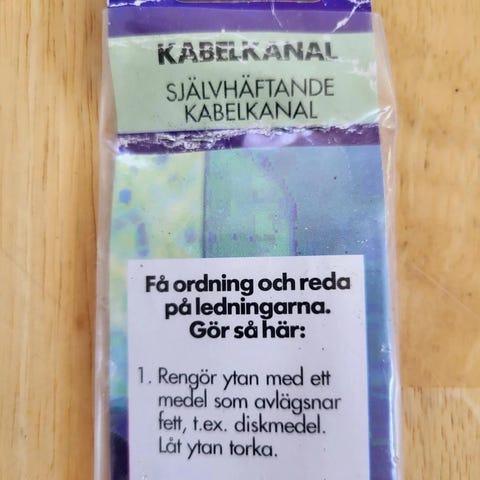 KABELKANAL
SJÄLVHÄFTANDE
KABELKANAL
Få ordning och reda
på ledningarna.
Gör så här:
1. Rengör ytan med ett
medel som avlägsnar
fett, t.ex. diskmedel.
Låt ytan torka.